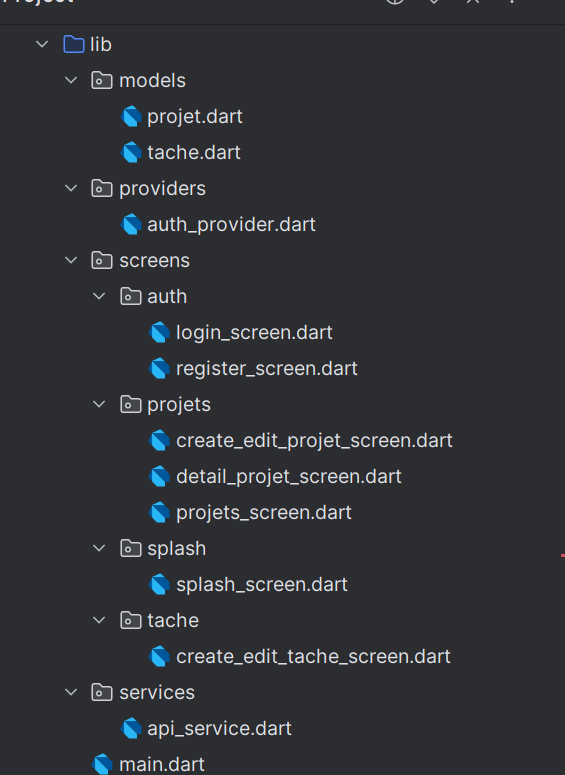 Project
lib
models
projet.dart
tache.dart
providers
auth_provider.dart
screens
auth
login_screen.dart
register_screen.dart
projets
create_edit_projet_screen.dart
detail_projet_screen.dart
projets_screen.dart
splash
splash_screen.dart
tache
create_edit_tache_screen.dart
services
api_service.dart
main.dart